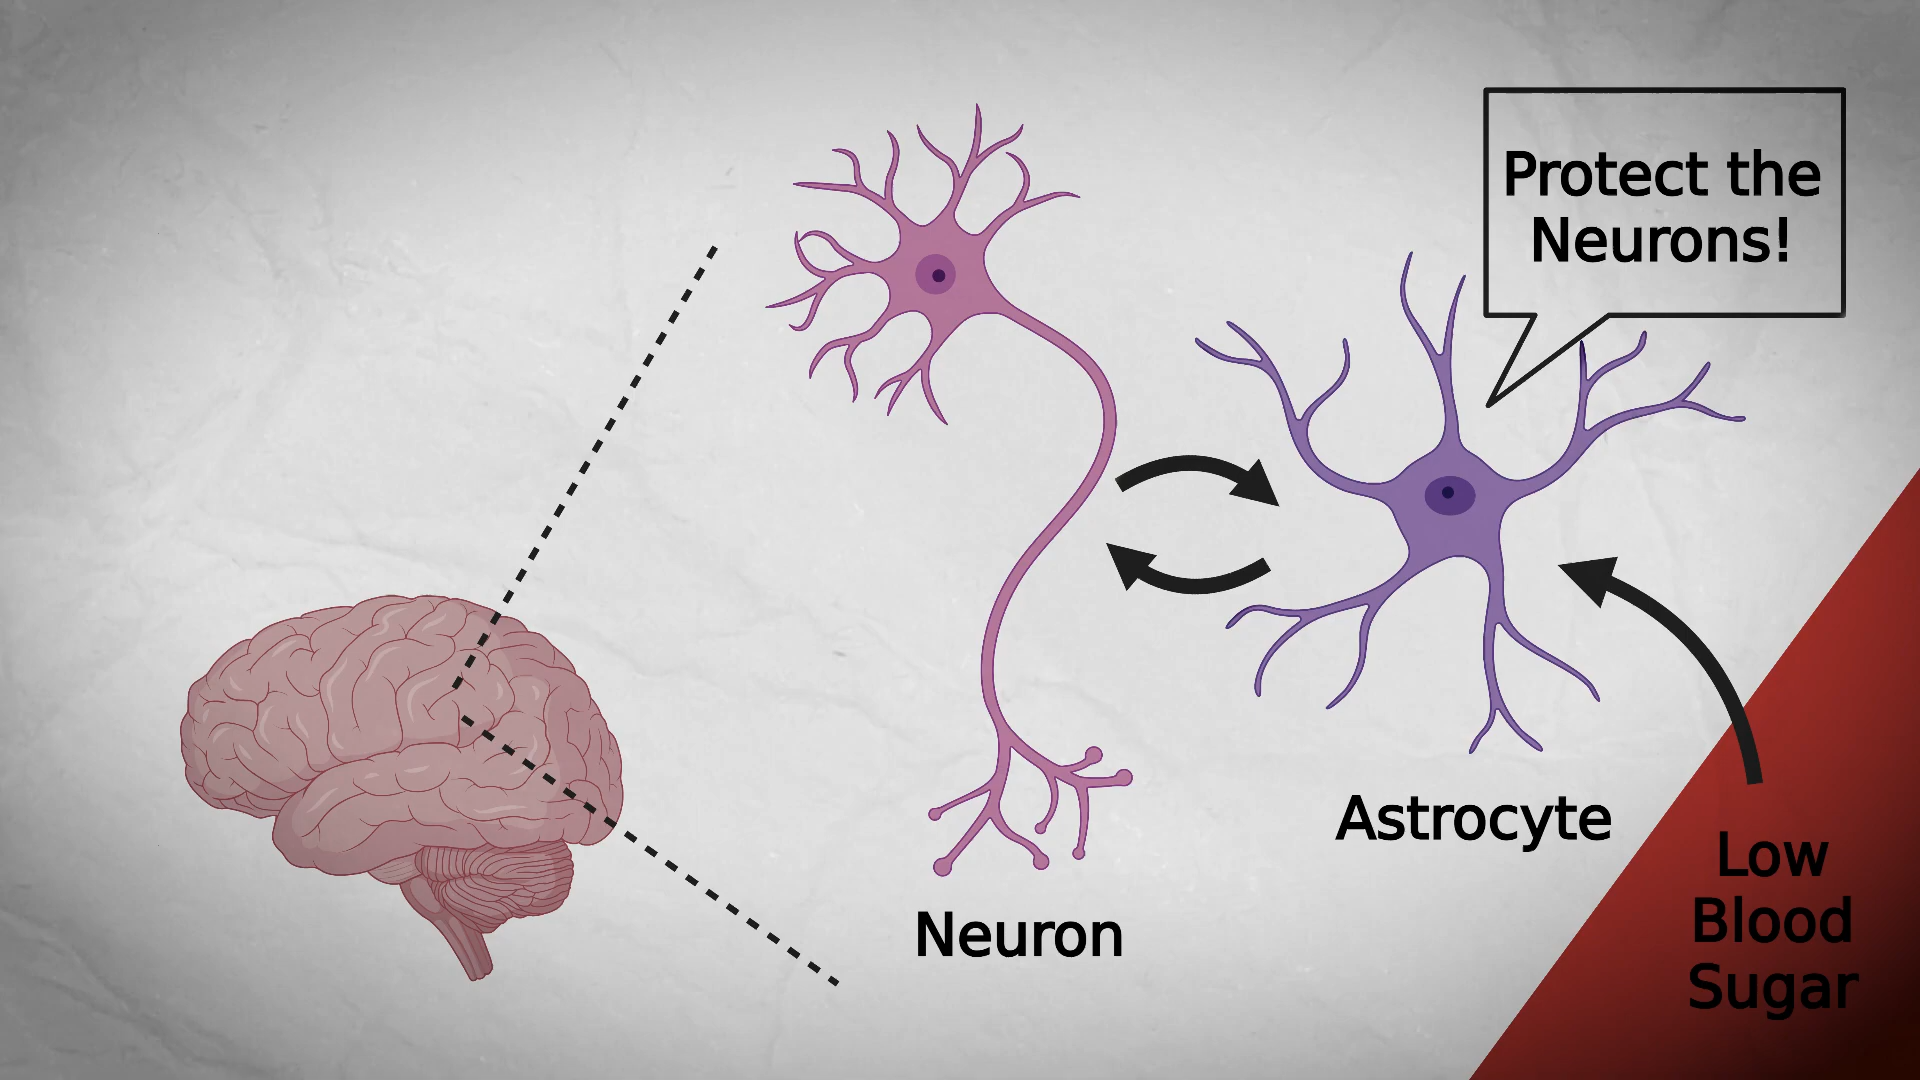 Protect the
Neurons!
Astrocyte
Neuron
Low
Blood
Sugar